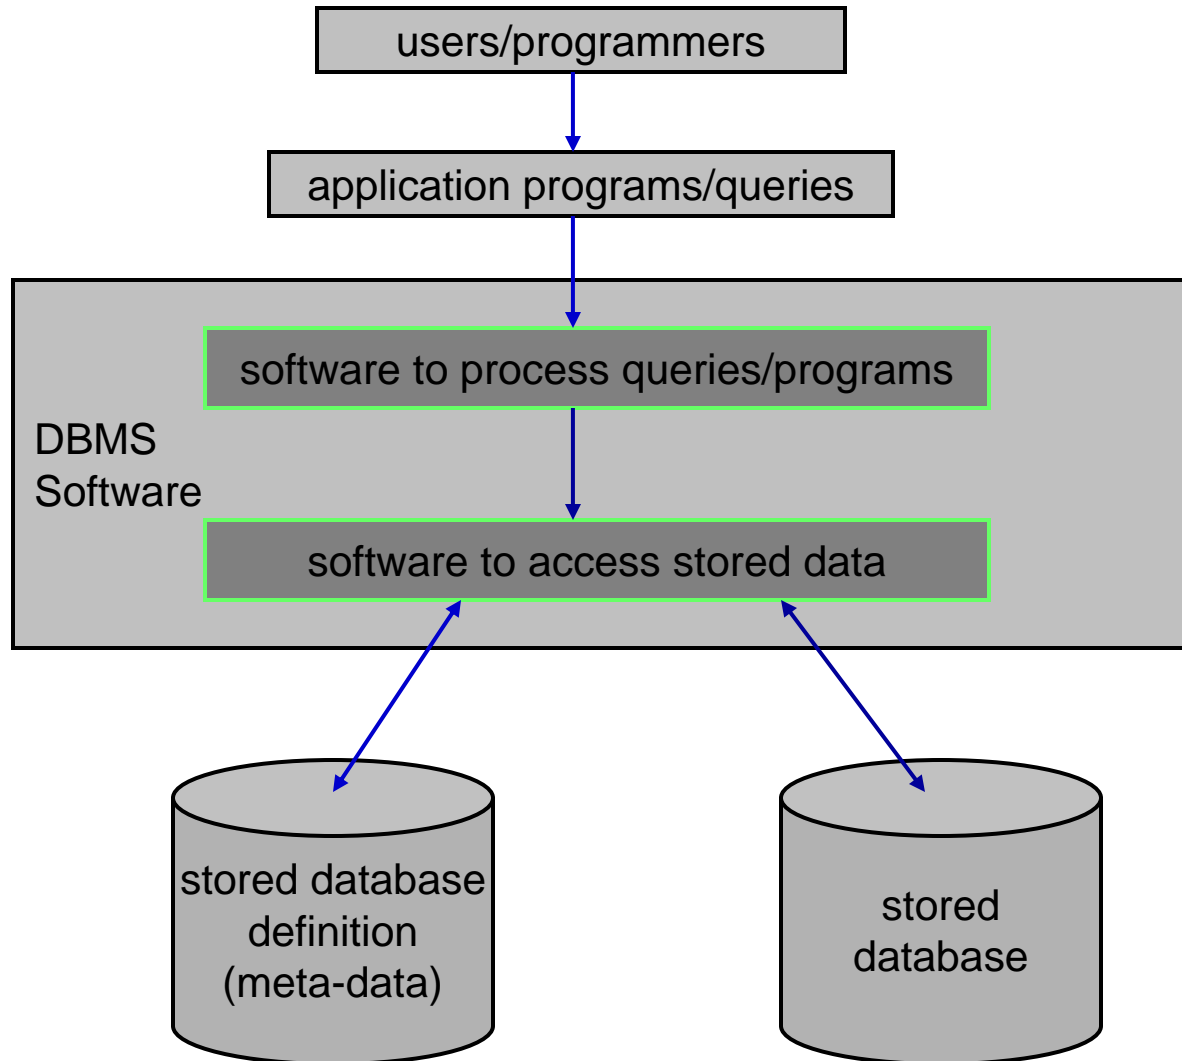 users/programmers
application programs/queries
software to process queries/programs
DBMS
Software
software to access stored data
stored database
definition
(meta-data)
stored
database